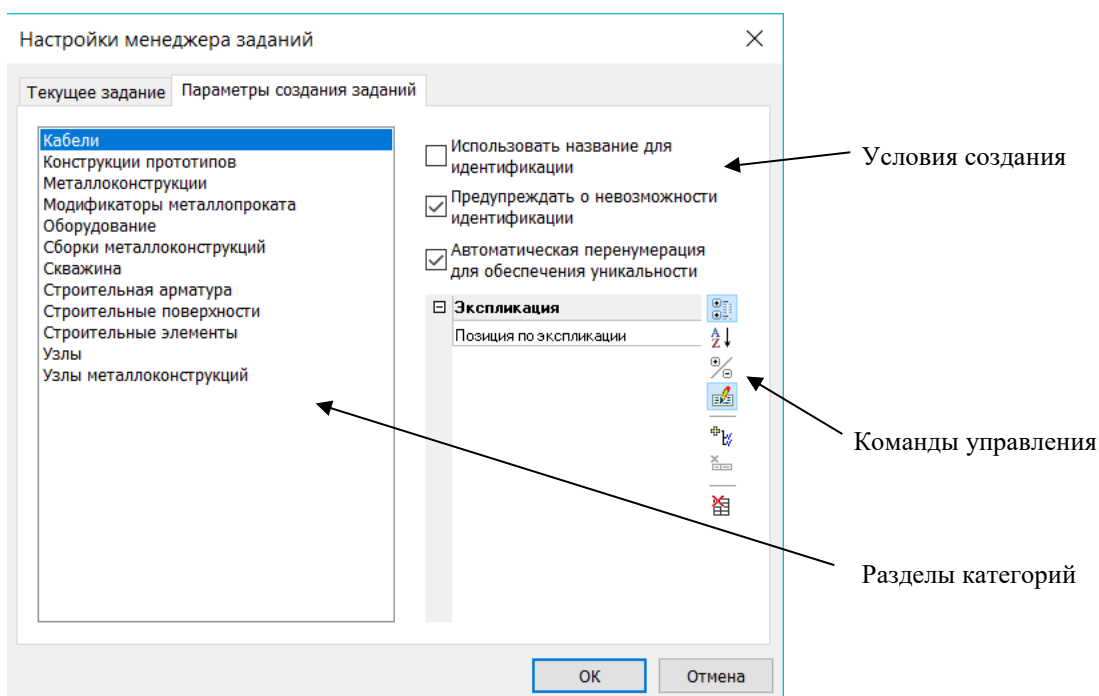 Настройки менеджера заданий
Текущее задание
Параметры создания заданий
Кабели
Конструкции прототипов
Металлоконструкции
Модификаторы металлопроката
Оборудование
Сборки металлоконструкций
Скважина
Строительная арматура
Строительные поверхности
Строительные элементы
Узлы
Узлы металлоконструкций
Использовать название для
идентификации
Предупреждать о невозможности
идентификации
Автоматическая перенумерация
для обеспечения уникальности
Экспликация
Позиция по экспликации
Условия создания
Команды управления
Разделы категорий
ОК
Отмена